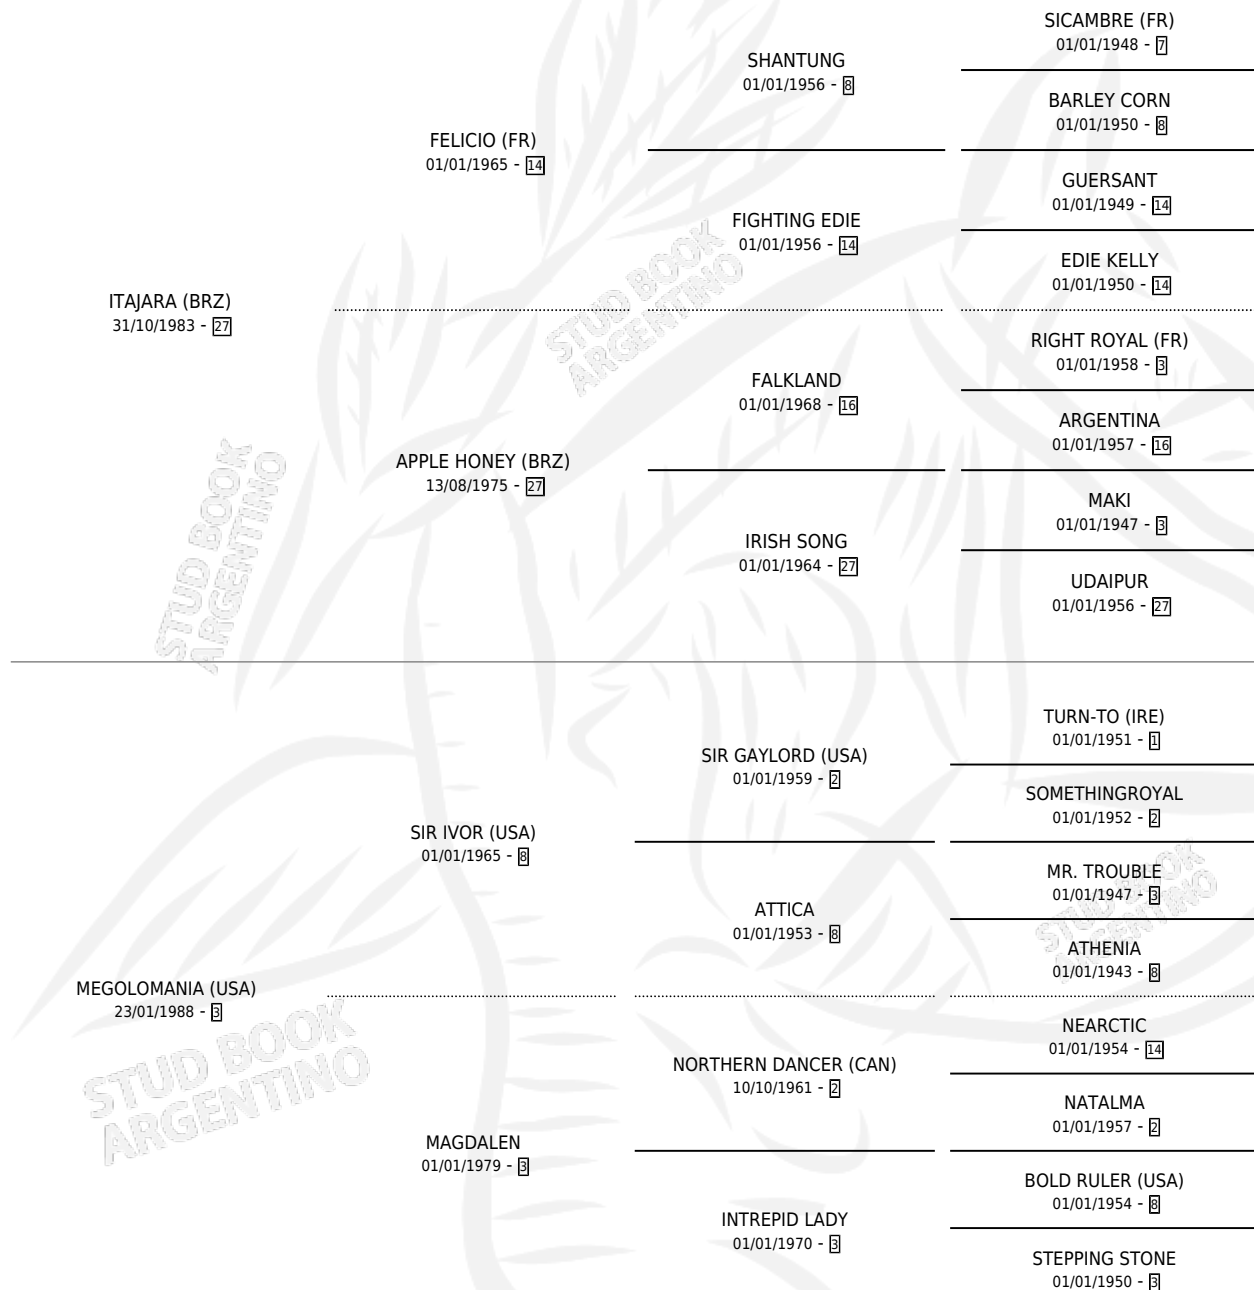 SICAMBRE (FR)
01/01/1948 - 7
SHANTUNG
01/01/1956 - 8
BARLEY CORN
01/01/1950 - 8
FELICIO (FR)
01/01/1965 - 14
GUERSANT
01/01/1949 - 14
FIGHTING EDIE
01/01/1956 - 14
EDIE KELLY
01/01/1950 - 14
ITAJARA (BRZ)
31/10/1983 - 27
STUD BOOK
ARGENTINO
RIGHT ROYAL (FR)
01/01/1958 - 3
FALKLAND
01/01/1968 - 16
ARGENTINA
01/01/1957 - 16
APPLE HONEY (BRZ)
13/08/1975 - 27
MAKI
01/01/1947 - 3
IRISH SONG
01/01/1964 - 27
UDAIPUR
01/01/1956 - 27
STUD BOOK
ARGENTINO
TURN-TO (IRE)
01/01/1951 - 1
SIR GAYLORD (USA)
01/01/1959 - 2
SOMETHINGROYAL
01/01/1952 - 2
SIR IVOR (USA)
01/01/1965 - 8
MR. TROUBLE
01/01/1947 - 3
ATTICA
01/01/1953 - 8
STUD BOOK
ARGENTINO
ATHENIA
01/01/1943 - 8
MEGOLOMANIA (USA)
23/01/1988 - 3
STUD BOOK
ARGENTINO
NEARCTIC
01/01/1954 - 14
NORTHERN DANCER (CAN)
10/10/1961 - 2
NATALMA
01/01/1957 - 2
MAGDALEN
01/01/1979 - 3
BOLD RULER (USA)
01/01/1954 - 8
INTREPID LADY
01/01/1970 - 3
STEPPING STONE
01/01/1950 - 3